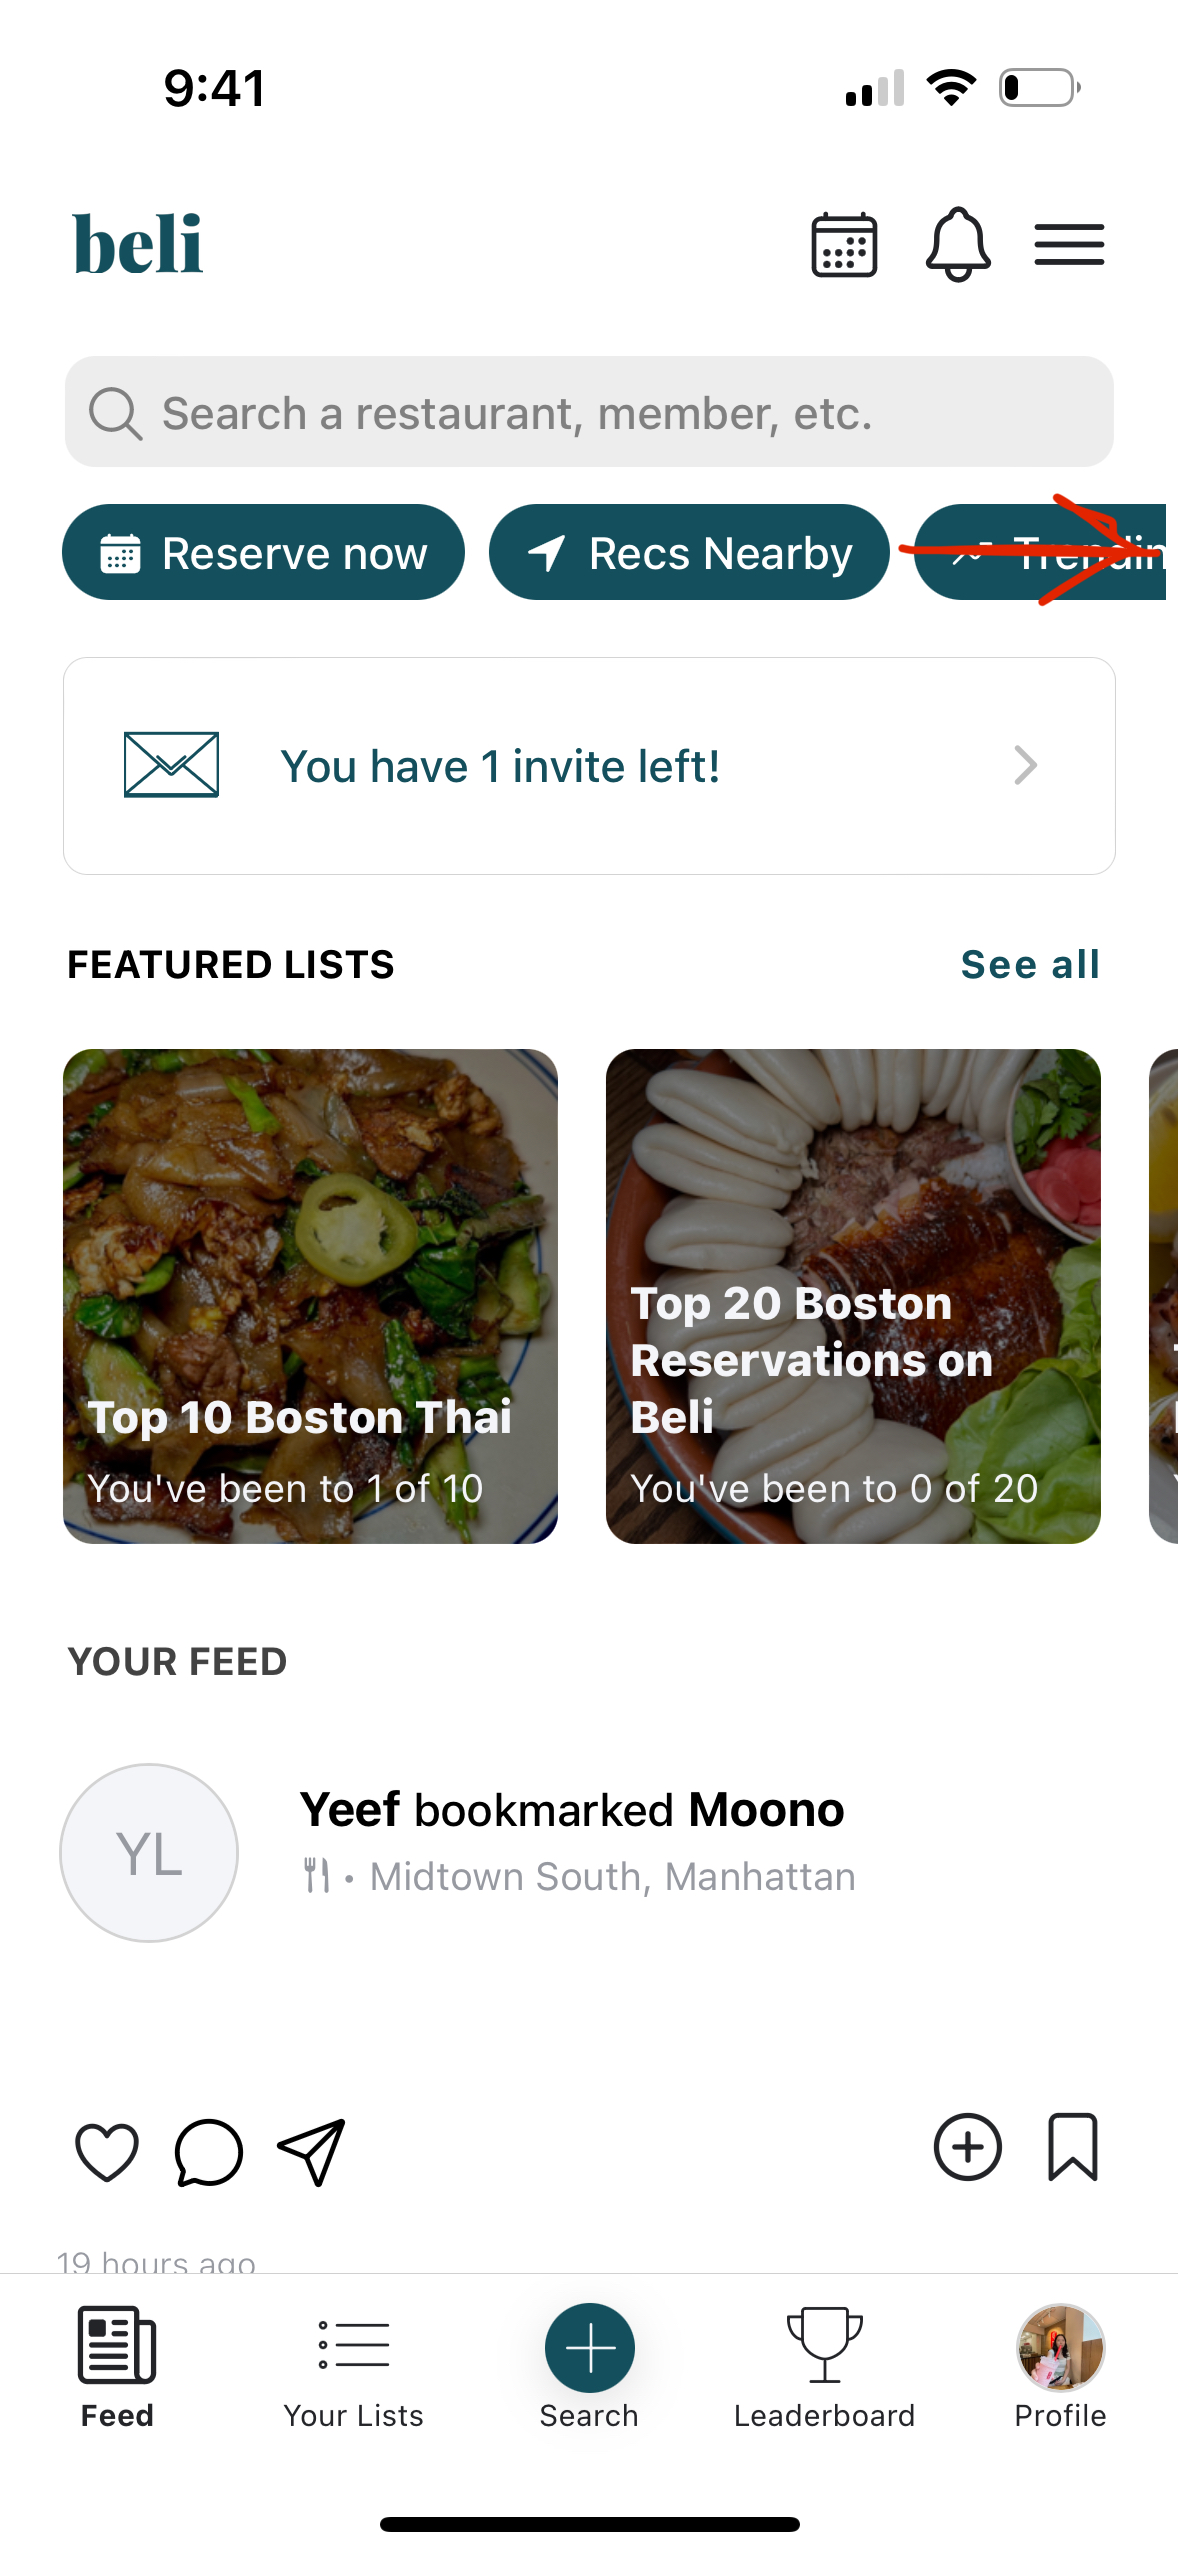 9:41
beli
Search a restaurant, member, etc.
Reserve now
Recs Nearby
Trendin
You have 1 invite left!
FEATURED LISTS
See all
Top 10 Boston Thai
You've been to 1 of 10
Top 20 Boston
Reservations on
Beli
You've been to 0 of 20
YOUR FEED
YL
Yeef bookmarked Moono
• Midtown South, Manhattan
19 hours ago
Feed
Your Lists
Search
Leaderboard
Profile